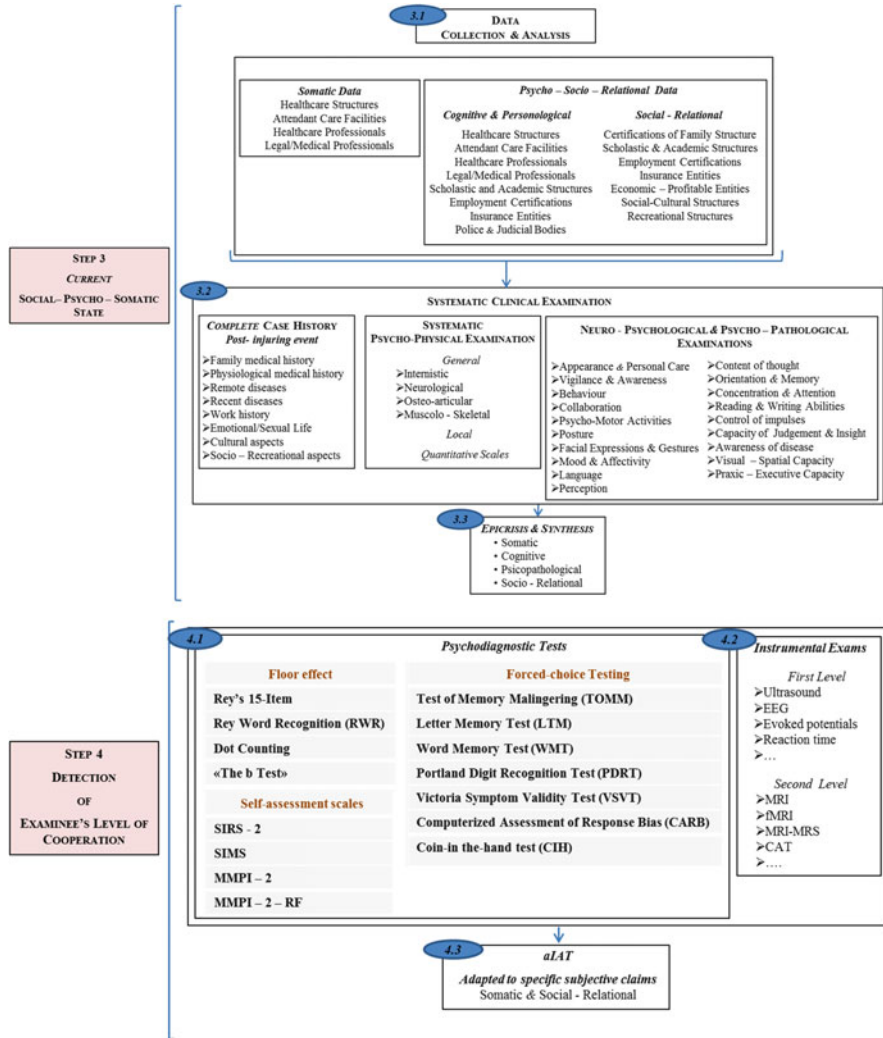 3.1
DATA
COLLECTION & ANALYSIS
Somatic Data
Healthcare Structures
Attendant Care Facilities
Healthcare Professionals
Legal/Medical Professionals
Psycho – Socio – Relational Data
Cognitive & Personological
Healthcare Structures
Attendant Care Facilities
Healthcare Professionals
Legal/Medical Professionals
Scholastic and Academic Structures
Employment Certifications
Insurance Entities
Police & Judicial Bodies
Social - Relational
Certifications of Family Structure
Scholastic & Academic Structures
Employment Certifications
Insurance Entities
Economic – Profitable Entities
Social-Cultural Structures
Recreational Structures
STEP 3
CURRENT
SOCIAL– PSYCHO – SOMATIC
STATE
3.2
SYSTEMATIC CLINICAL EXAMINATION
COMPLETE CASE HISTORY
Post- injuring event
➢Family medical history
➢Physiological medical history
➢Remote diseases
➢Recent diseases
➢Work history
➢Emotional/Sexual Life
➢Cultural aspects
➢Socio – Recreational aspects
SYSTEMATIC
PSYCHO-PHYSICAL EXAMINATION
General
➢Internistic
➢Neurological
➢Osteo-articular
➢Muscolo - Skeletal
Local
Quantitative Scales
NEURO - PSYCHOLOGICAL & PSYCHO – PATHOLOGICAL
EXAMINATIONS
➢Appearance & Personal Care
➢Vigilance & Awareness
➢Behaviour
➢Collaboration
➢Psycho-Motor Activities
➢Posture
➢Facial Expressions & Gestures
➢Mood & Affectivity
➢Language
➢Perception
➢Content of thought
➢Orientation & Memory
➢Concentration & Attention
➢Reading & Writing Abilities
➢Control of impulses
➢Capacity of Judgement & Insight
➢Awareness of disease
➢Visual – Spatial Capacity
➢Praxic – Executive Capacity
3.3
EPICRISIS & SYNTHESIS
• Somatic
• Cognitive
• Psicopathological
• Socio - Relational
STEP 4
DETECTION
OF
EXAMINEE'S LEVEL OF
COOPERATION
4.1
Psychodiagnostic Tests
Floor effect
Rey's 15-Item
Rey Word Recognition (RWR)
Dot Counting
«The b Test»
Self-assessment scales
SIRS - 2
SIMS
MMPI – 2
MMPI – 2 – RF
Forced-choice Testing
Test of Memory Malingering (TOMM)
Letter Memory Test (LTM)
Word Memory Test (WMT)
Portland Digit Recognition Test (PDRT)
Victoria Symptom Validity Test (VSVT)
Computerized Assessment of Response Bias (CARB)
Coin-in the-hand test (CIH)
4.2
Instrumental Exams
First Level
➢Ultrasound
➢EEG
➢Evoked potentials
➢Reaction time
➢…
Second Level
➢MRI
➢fMRI
➢MRI-MRS
➢CAT
➢….
4.3
aIAT
Adapted to specific subjective claims
Somatic & Social - Relational